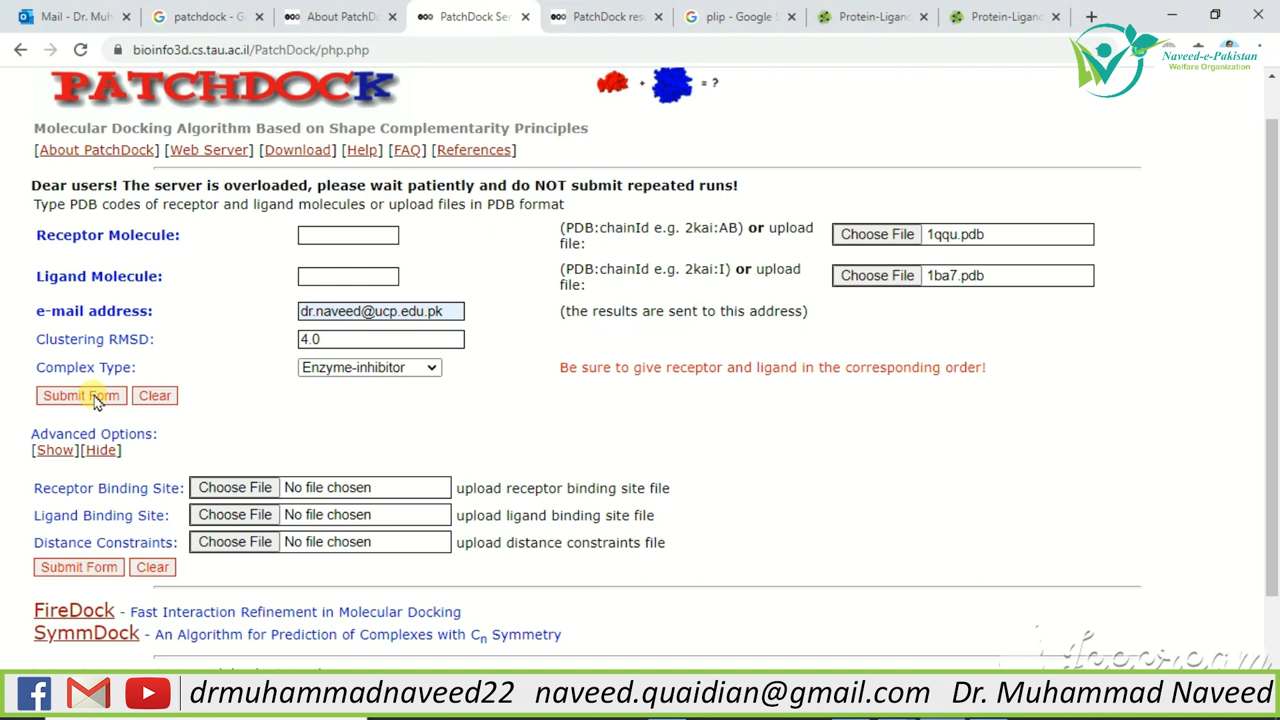 Mail - Dr. Muh
patchdock - G
About PatchD
PatchDock Ser
PatchDock res
plip - Google S
Protein-Ligan
Protein-Ligan
bioinfo3d.cs.tau.ac.il/PatchDock/php.php
Naveed-e-Pakistan
Welfare Organization
PATCHDOCK
+ = ?
Molecular Docking Algorithm Based on Shape Complementarity Principles
[About PatchDock] [Web Server] [Download] [Help] [FAQ] [References]
Dear users! The server is overloaded, please wait patiently and do NOT submit repeated runs!
Type PDB codes of receptor and ligand molecules or upload files in PDB format
Receptor Molecule: (PDB:chainId e.g. 2kai:AB) or upload file: Choose File 1qqu.pdb
Ligand Molecule: (PDB:chainId e.g. 2kai:I) or upload file: Choose File 1ba7.pdb
e-mail address: dr.naveed@ucp.edu.pk (the results are sent to this address)
Clustering RMSD: 4.0
Complex Type: Enzyme-inhibitor Be sure to give receptor and ligand in the corresponding order!
Submit Form Clear
Advanced Options:
[Show][Hide]
Receptor Binding Site: Choose File No file chosen upload receptor binding site file
Ligand Binding Site: Choose File No file chosen upload ligand binding site file
Distance Constraints: Choose File No file chosen upload distance constraints file
Submit Form Clear
FireDock - Fast Interaction Refinement in Molecular Docking
SymmDock - An Algorithm for Prediction of Complexes with Cn Symmetry
drmuhammadnaveed22 naveed.quaidian@gmail.com Dr. Muhammad Naveed